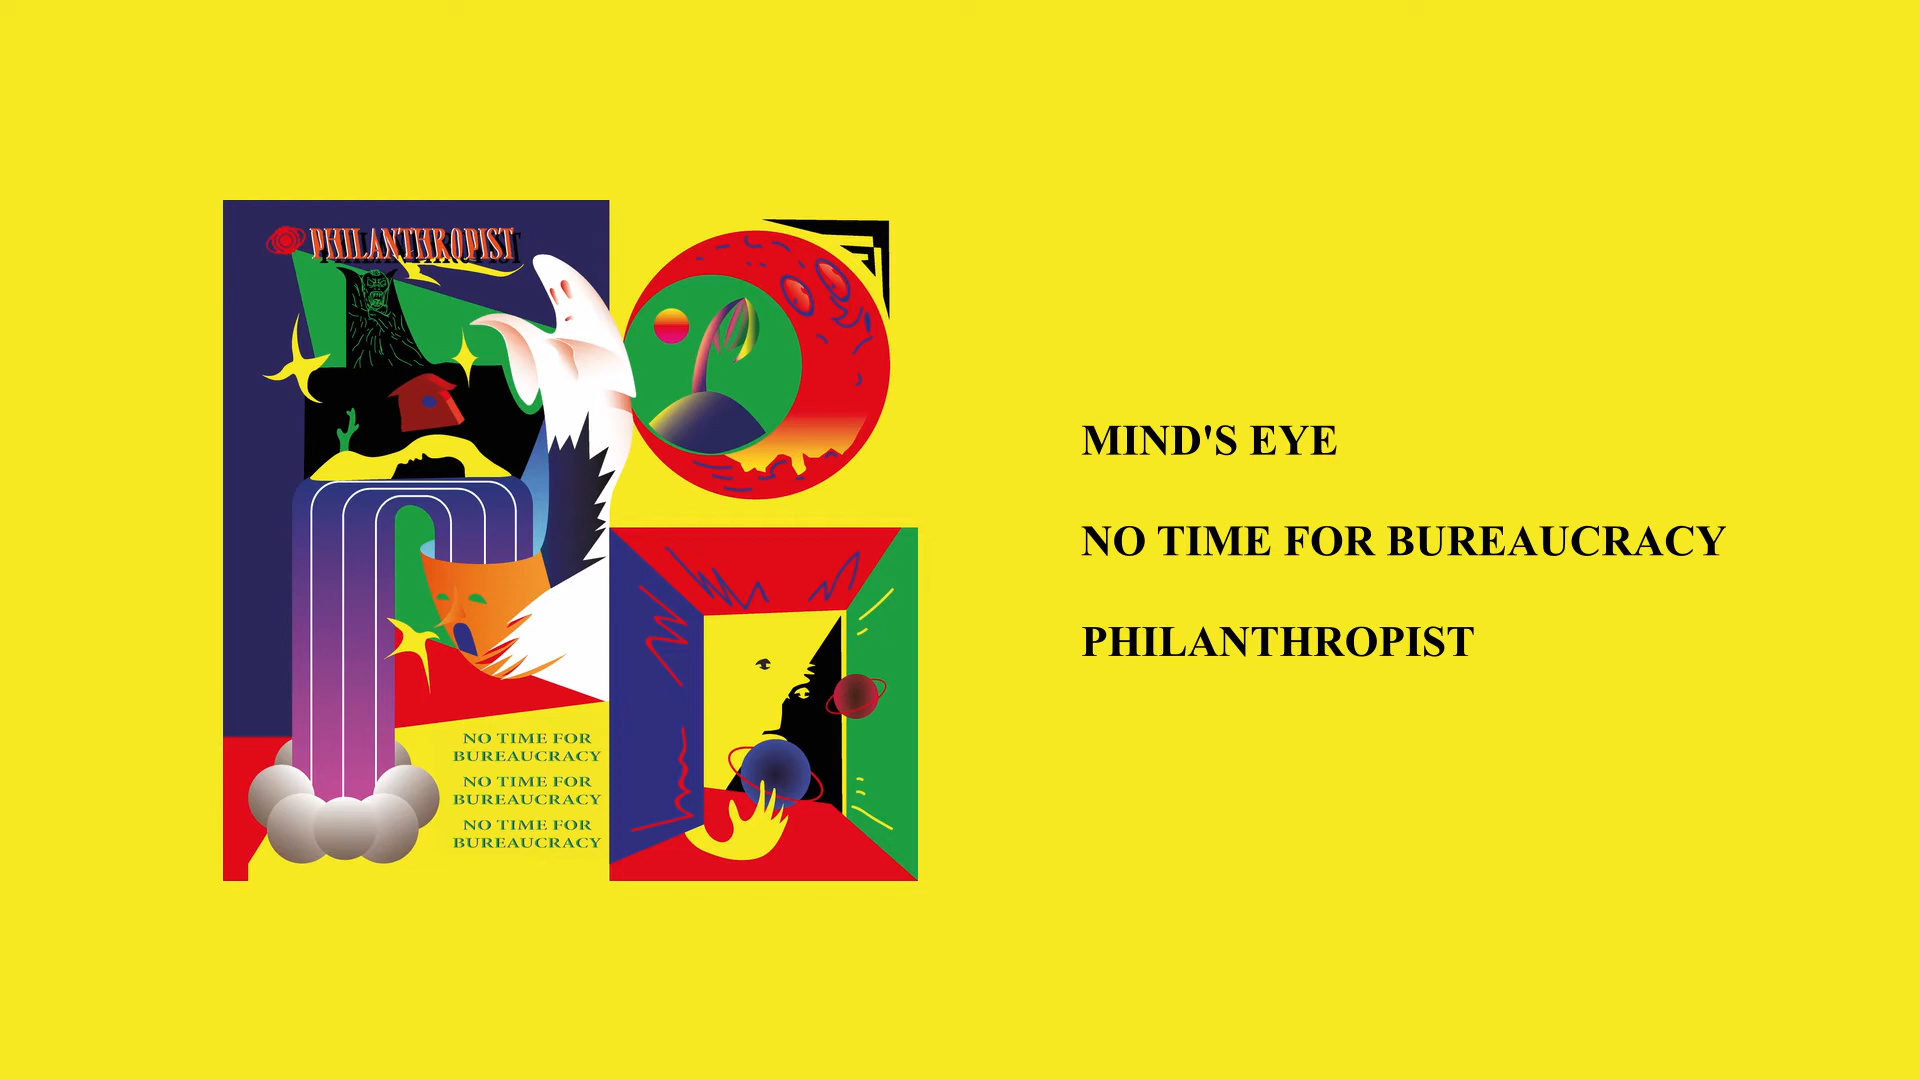 PHILANTHROPIST
NO TIME FOR
BUREAUCRACY
NO TIME FOR
BUREAUCRACY
NO TIME FOR
BUREAUCRACY
MIND'S EYE
NO TIME FOR BUREAUCRACY
PHILANTHROPIST